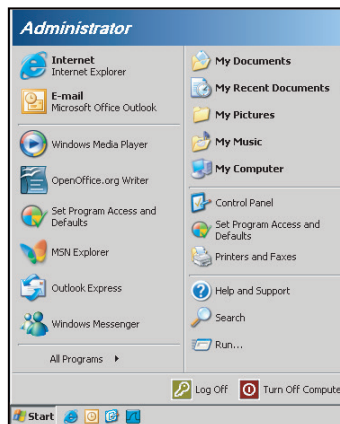 Administrator
Internet
Internet Explorer
E-mail
Microsoft Office Outlook
Windows Media Player
OpenOffice.org Writer
Set Program Access and
Defaults
MSN Explorer
Outlook Express
Windows Messenger
All Programs
My Documents
My Recent Documents
My Pictures
My Music
My Computer
Control Panel
Set Program Access and
Defaults
Printers and Faxes
Help and Support
Search
Run...
Log Off
Turn Off Compute
Start